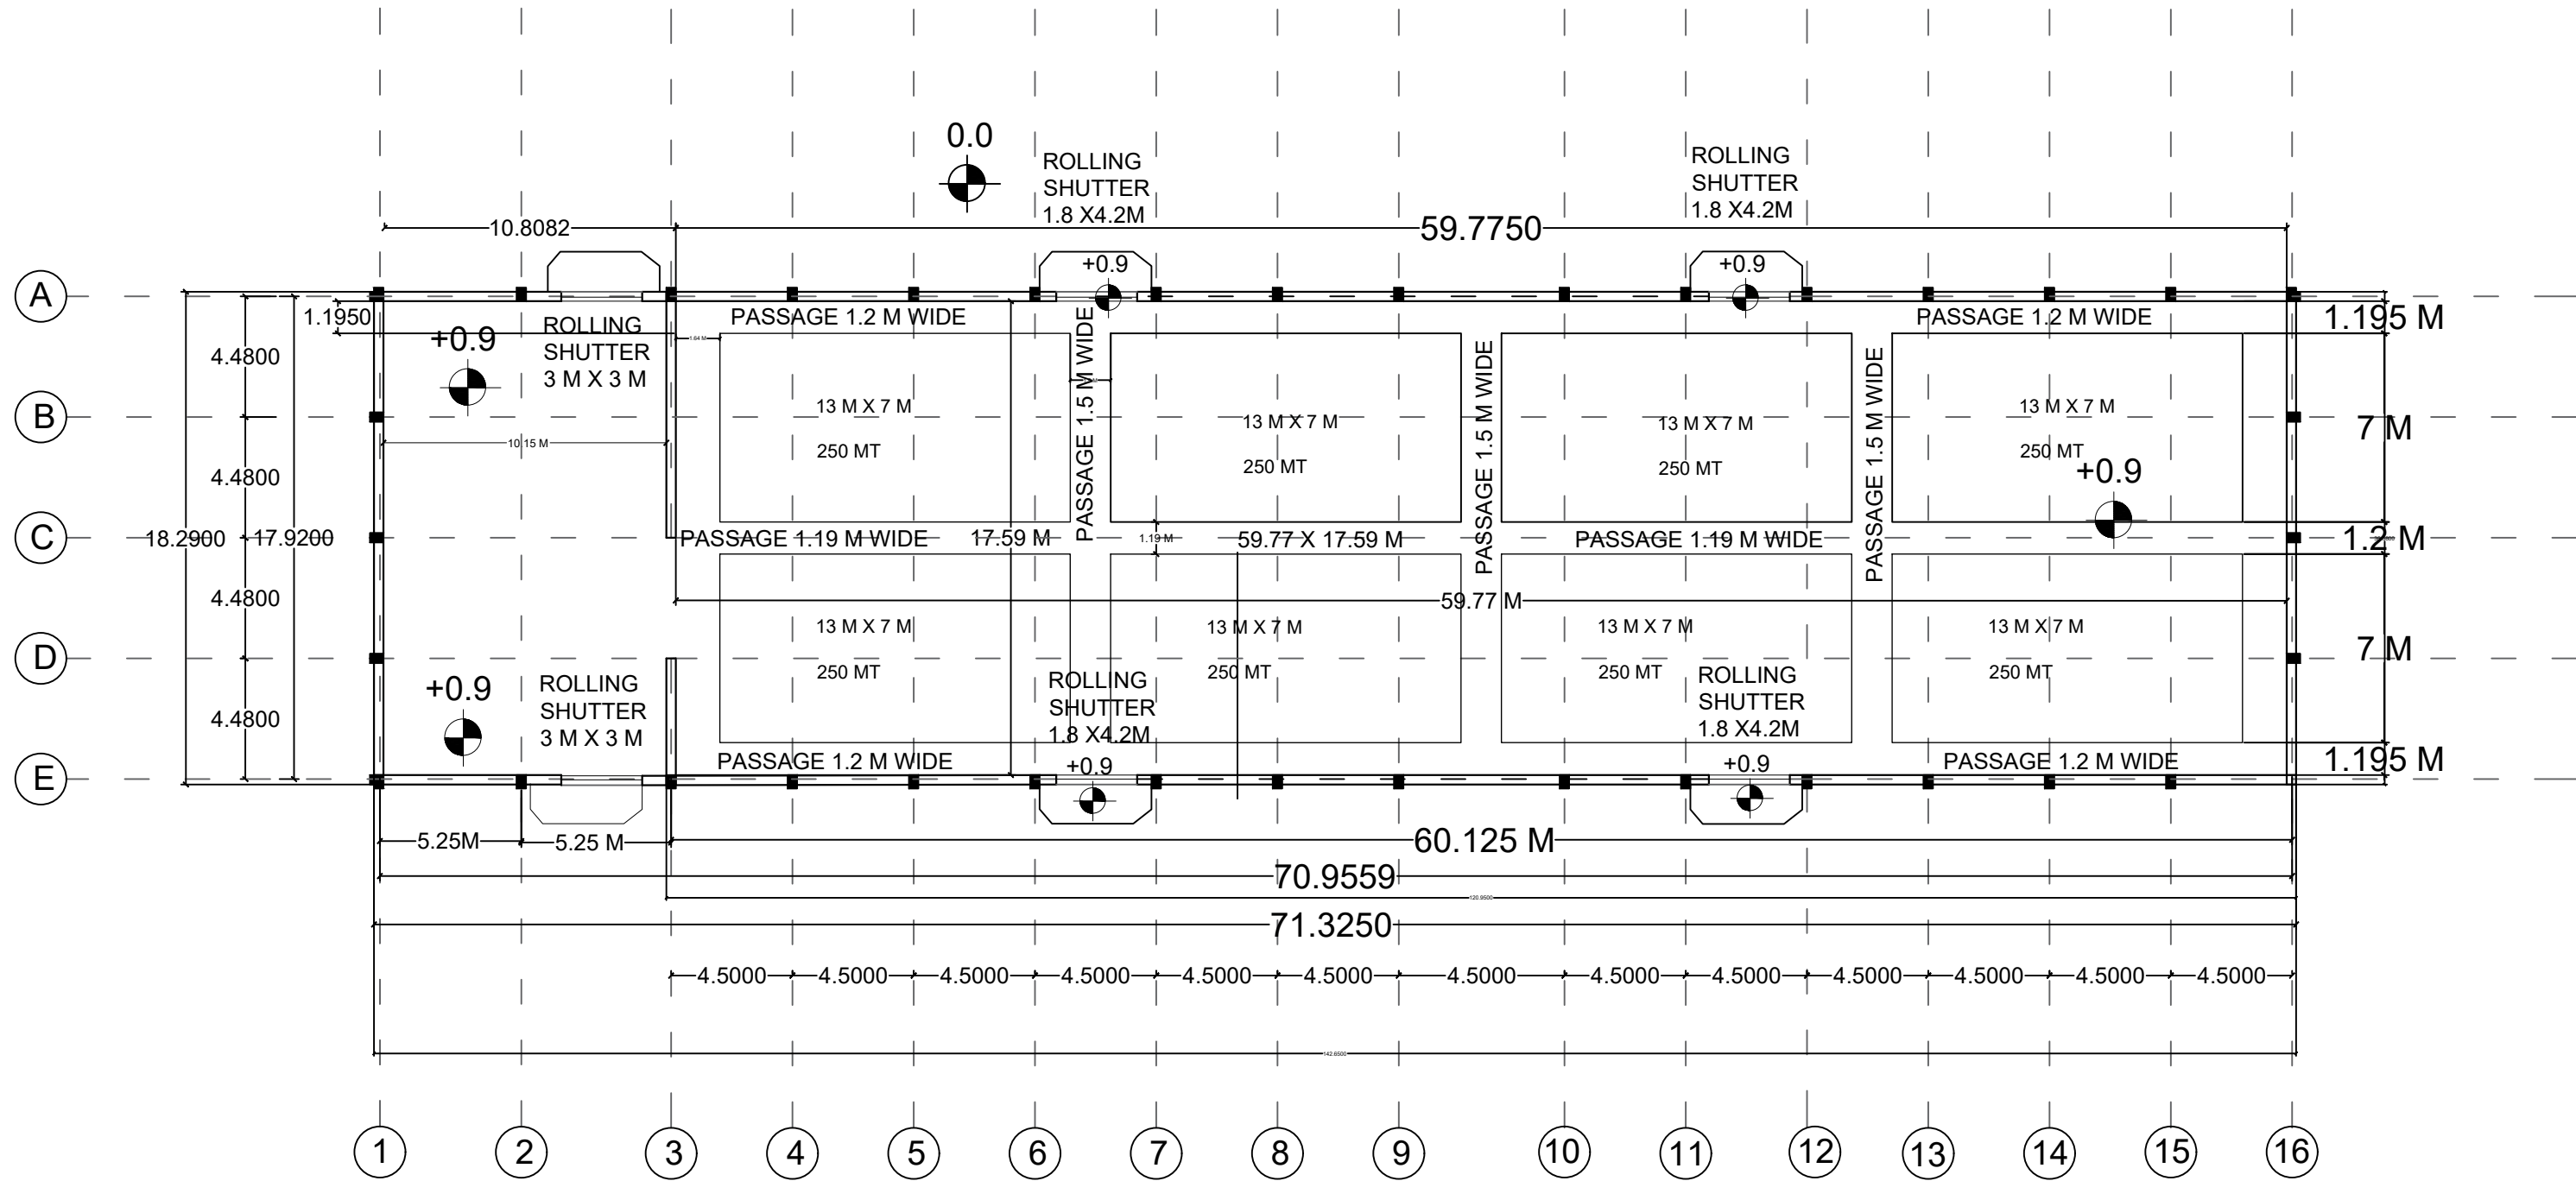 0.0
ROLLING
SHUTTER
1.8 X4.2M
ROLLING
SHUTTER
1.8 X4.2M
10.8082
59.7750
+0.9
+0.9
A
1.1950
PASSAGE 1.2 M WIDE
PASSAGE 1.2 M WIDE
1.195 M
+0.9
ROLLING
SHUTTER
3 M X 3 M
4.4800
1.64 M
PASSAGE 1.5 M WIDE
PASSAGE 1.5 M WIDE
PASSAGE 1.5 M WIDE
B
13 M X 7 M
250 MT
13 M X 7 M
250 MT
13 M X 7 M
250 MT
13 M X 7 M
250 MT
7 M
10.15 M
4.4800
+0.9
C
18.2900
17.9200
PASSAGE 1.19 M WIDE
17.59 M
1.19 M
59.77 X 17.59 M
PASSAGE 1.19 M WIDE
1.2 M
4.4800
59.77 M
D
13 M X 7 M
250 MT
13 M X 7 M
250 MT
13 M X 7 M
250 MT
13 M X 7 M
250 MT
7 M
+0.9
ROLLING
SHUTTER
3 M X 3 M
ROLLING
SHUTTER
1.8 X4.2M
ROLLING
SHUTTER
1.8 X4.2M
4.4800
PASSAGE 1.2 M WIDE
PASSAGE 1.2 M WIDE
1.195 M
E
+0.9
+0.9
5.25M
5.25 M
60.125 M
70.9559
120.9500
71.3250
4.5000
4.5000
4.5000
4.5000
4.5000
4.5000
4.5000
4.5000
4.5000
4.5000
4.5000
4.5000
4.5000
142.6500
1
2
3
4
5
6
7
8
9
10
11
12
13
14
15
16